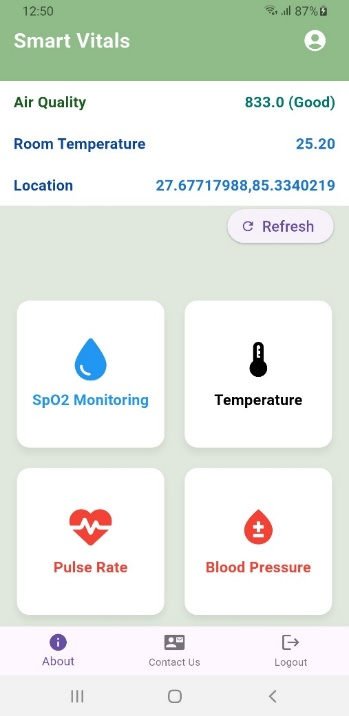 12:50 87%
Smart Vitals
Air Quality 833.0 (Good)
Room Temperature 25.20
Location 27.67717988,85.3340219
Refresh
SpO2 Monitoring Temperature
Pulse Rate Blood Pressure
About Contact Us Logout